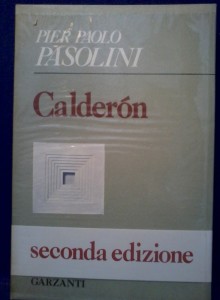 PIER PAOLO
PASOLINI
Calderón
seconda edizione
GARZANTI